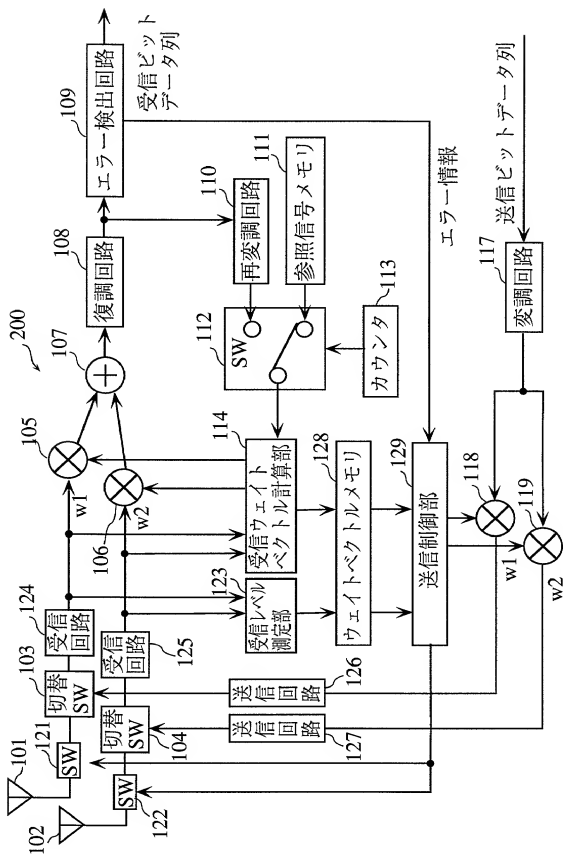 200
101
102
121
SW
122
SW
103
切替
SW
104
切替
SW
124
受信
回路
125
受信
回路
105
w1
106
w2
107
108
復調回路
109
エラー検出回路
受信ビット
データ列
110
再変調回路
111
参照信号メモリ
112
SW
113
カウンタ
114
受信ウェイト
ベクトル計算部
123
受信レベル
測定部
128
ウェイトベクトルメモリ
129
送信制御部
エラー情報
126
送信回路
127
送信回路
117
変調回路
送信ビットデータ列
118
w1
119
w2